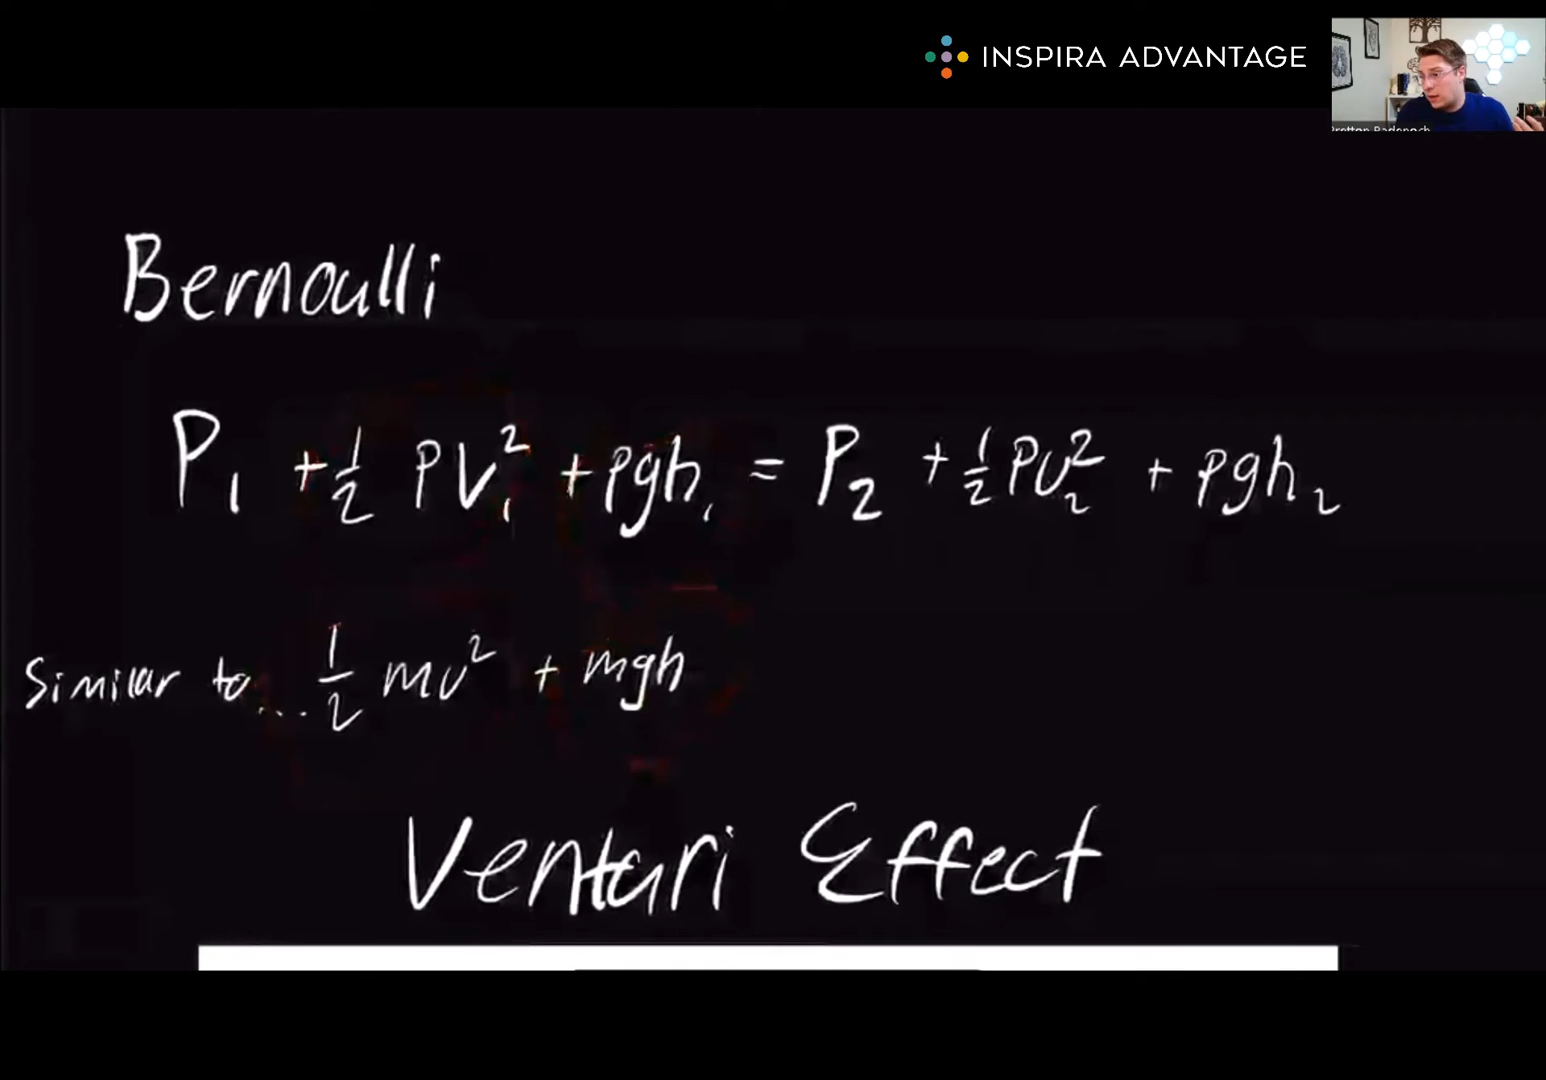 INSPIRA ADVANTAGE
Bernoulli
P₁ + ½ ρv₁² + ρgh₁ = P₂ + ½ ρv₂² + ρgh₂
Similar to... ½ mv² + mgh
Venturi Effect